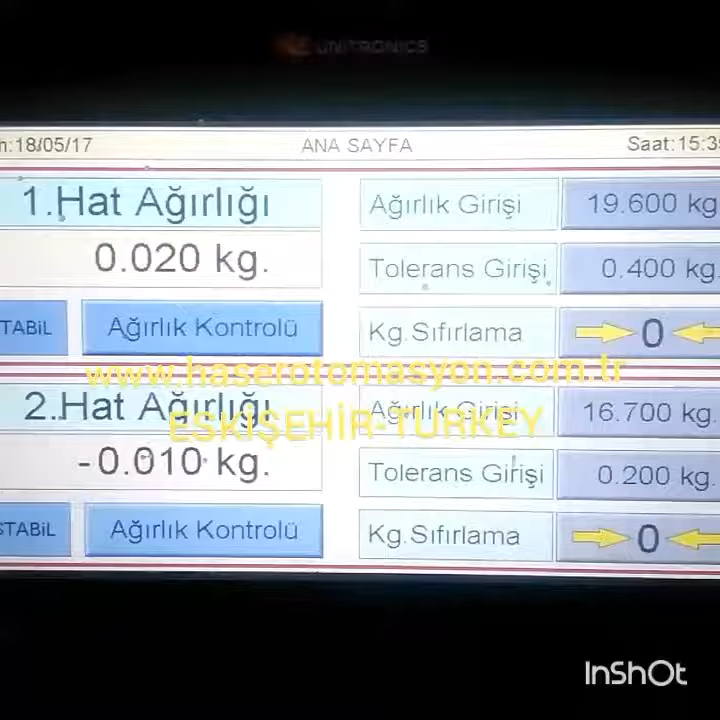 UNITRONICS
:18/05/17 ANA SAYFA Saat:15:3
1.Hat Ağırlığı
0.020 kg.
TABiL Ağırlık Kontrolü
Ağırlık Girişi 19.600 kg
Tolerans Girişi 0.400 kg.
Kg.Sıfırlama 0
www.haserotomasyon.com.tr
2.Hat Ağırlığı
ESKİŞEHİR-TURKEY
-0.010 kg.
STABiL Ağırlık Kontrolü
Ağırlık Girişi 16.700 kg.
Tolerans Girişi 0.200 kg.
Kg.Sıfırlama 0
InShOt